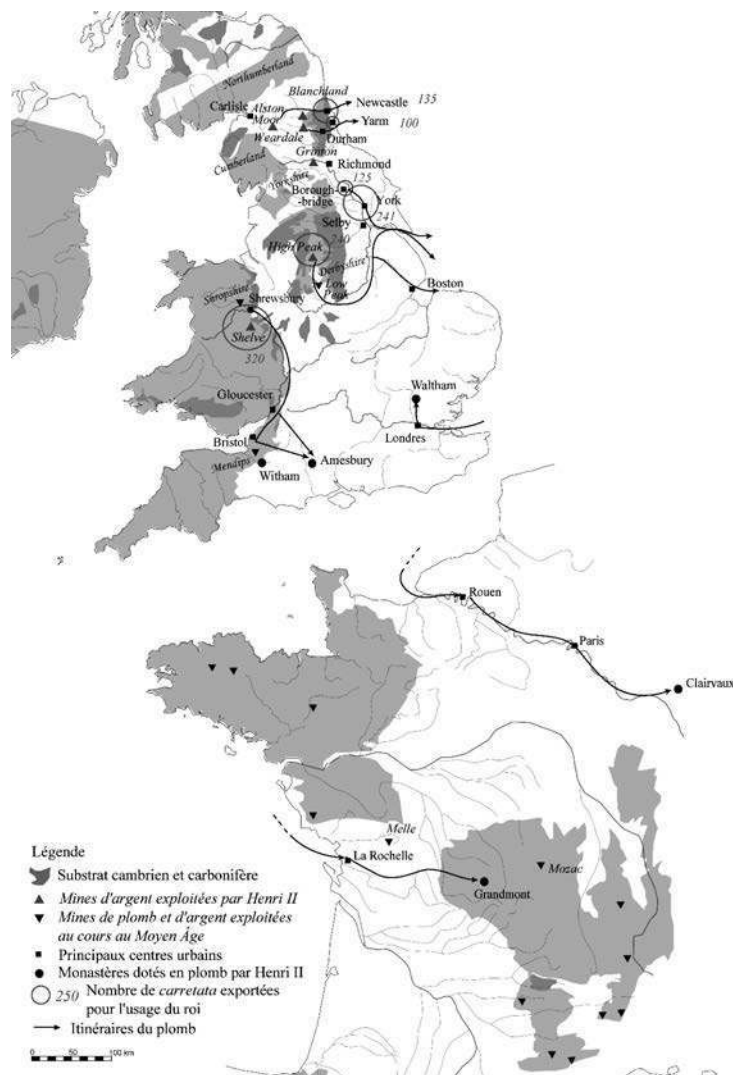 Northumberland
Blanchland
Newcastle
135
Carlisle
Alston
Moor
Yarm
100
Weardale
Durham
Grinton
Cumberland
Richmond
Yorkshire
125
Borough-
-bridge
York
241
Selby
240
High Peak
Derbyshire
Low
Peak
Boston
Shropshire
Shrewsbury
Shelve
320
Waltham
Gloucester
Londres
Bristol
Mendips
Witham
Amesbury
Rouen
Paris
Clairvaux
Melle
La Rochelle
Mozac
Grandmont
Légende
Substrat cambrien et carbonifère
Mines d'argent exploitées par Henri II
Mines de plomb et d'argent exploitées
au cours au Moyen Âge
Principaux centres urbains
Monastères dotés en plomb par Henri II
250 Nombre de carretata exportées
pour l'usage du roi
Itinéraires du plomb
0 100 km